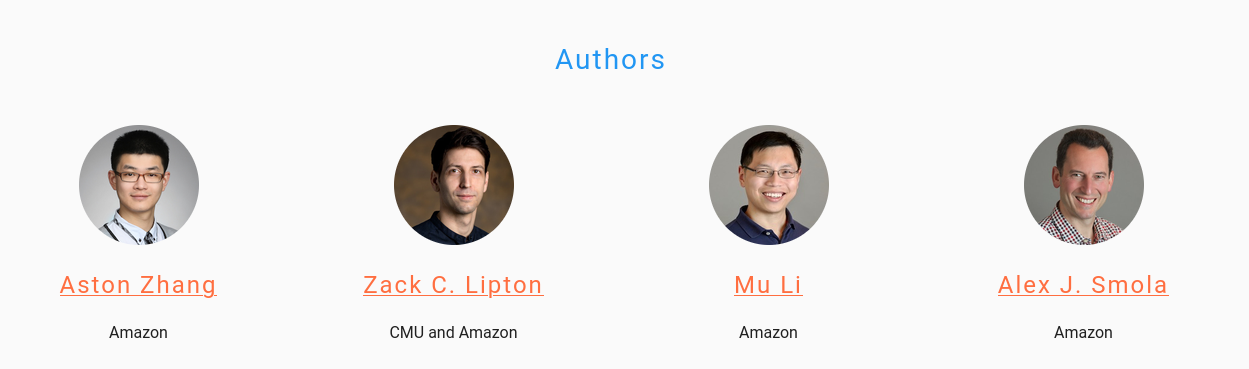 Authors
Aston Zhang
Zack C. Lipton
Mu Li
Alex J. Smola
Amazon
CMU and Amazon
Amazon
Amazon